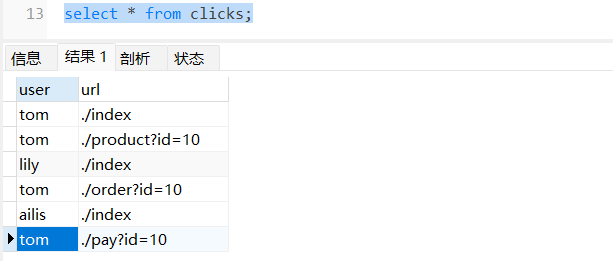 13 select * from clicks;
信息 结果 1 剖析 状态
user url
tom ./index
tom ./product?id=10
lily ./index
tom ./order?id=10
ailis ./index
tom ./pay?id=10